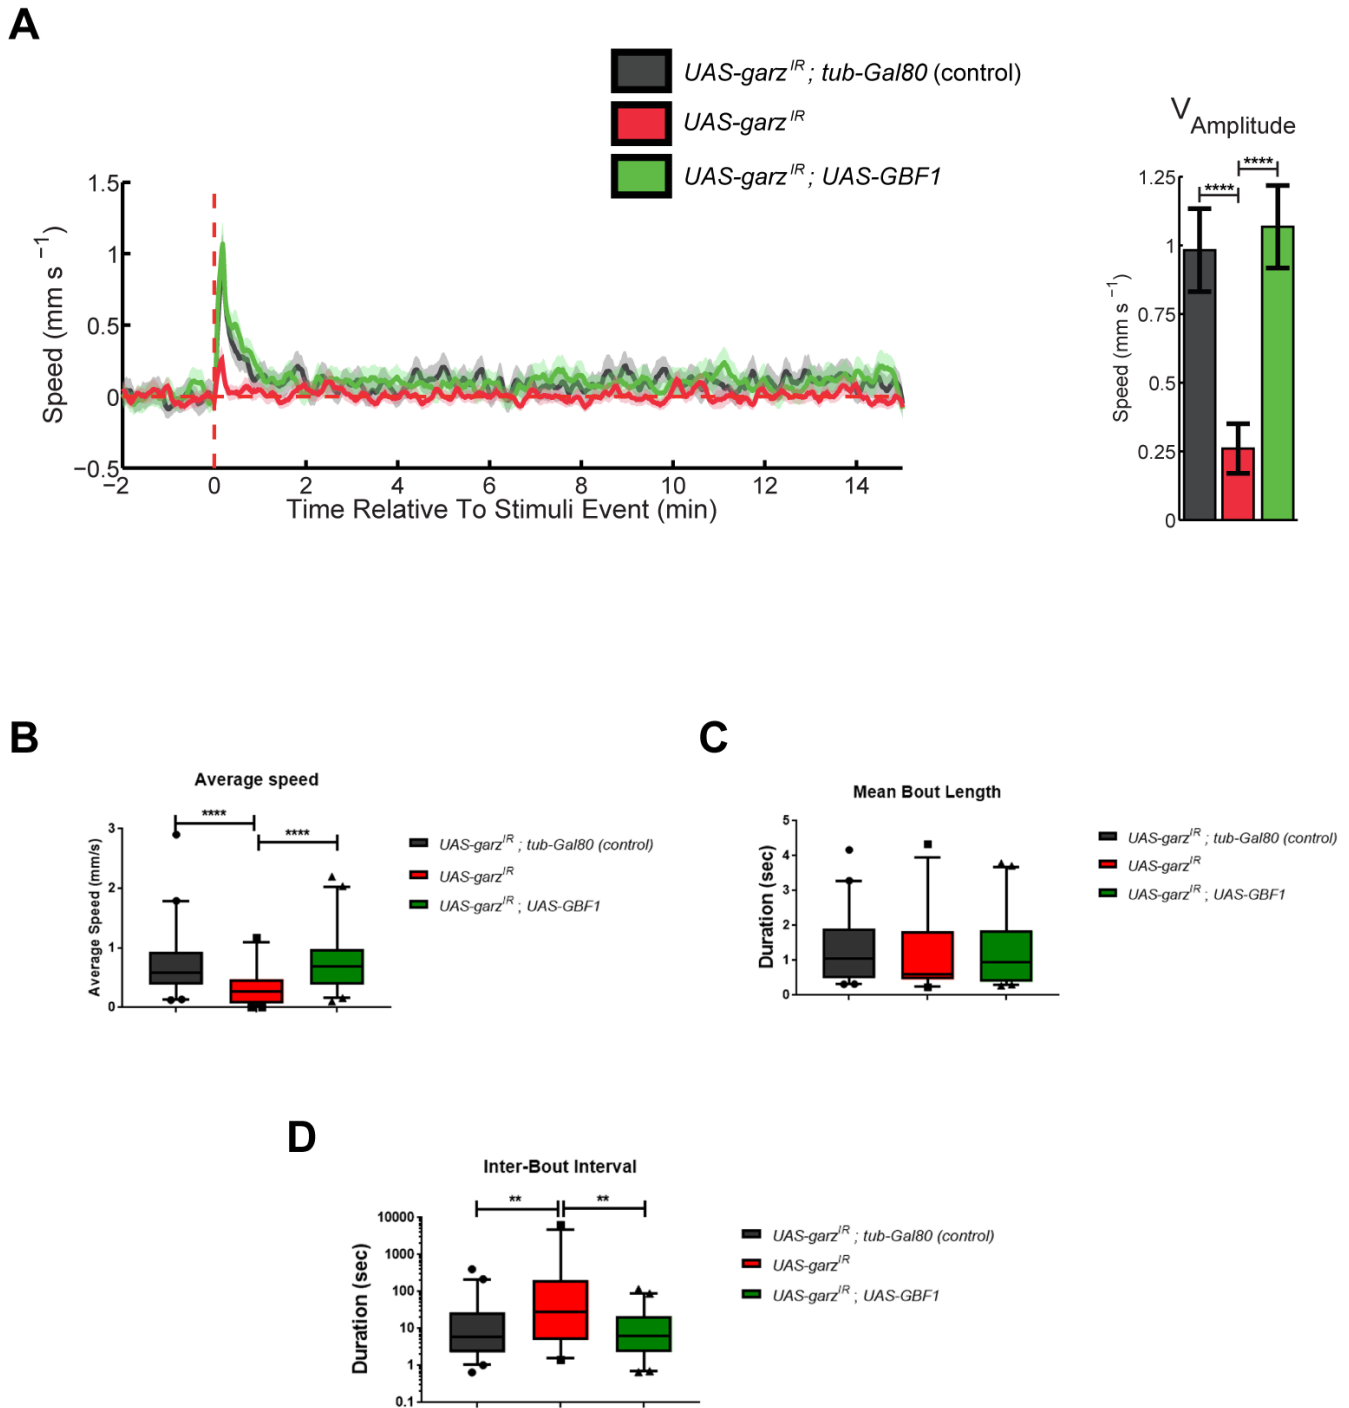 A
UAS-garz^IR ; tub-Gal80 (control)
UAS-garz^IR
UAS-garz^IR ; UAS-GBF1
V Amplitude
****
****
1.25
1
0.75
0.5
0.25
0
Speed (mm s⁻¹)
1.5
1
0.5
0
−0.5
Speed (mm s⁻¹)
−2 0 2 4 6 8 10 12 14
Time Relative To Stimuli Event (min)
B
Average speed
****
****
3
2
1
0
Average Speed (mm/s)
UAS-garz^IR ; tub-Gal80 (control)
UAS-garz^IR
UAS-garz^IR ; UAS-GBF1
C
Mean Bout Length
5
4
3
2
1
0
Duration (sec)
UAS-garz^IR ; tub-Gal80 (control)
UAS-garz^IR
UAS-garz^IR ; UAS-GBF1
D
Inter-Bout Interval
** **
10000
1000
100
10
1
0.1
Duration (sec)
UAS-garz^IR ; tub-Gal80 (control)
UAS-garz^IR
UAS-garz^IR ; UAS-GBF1